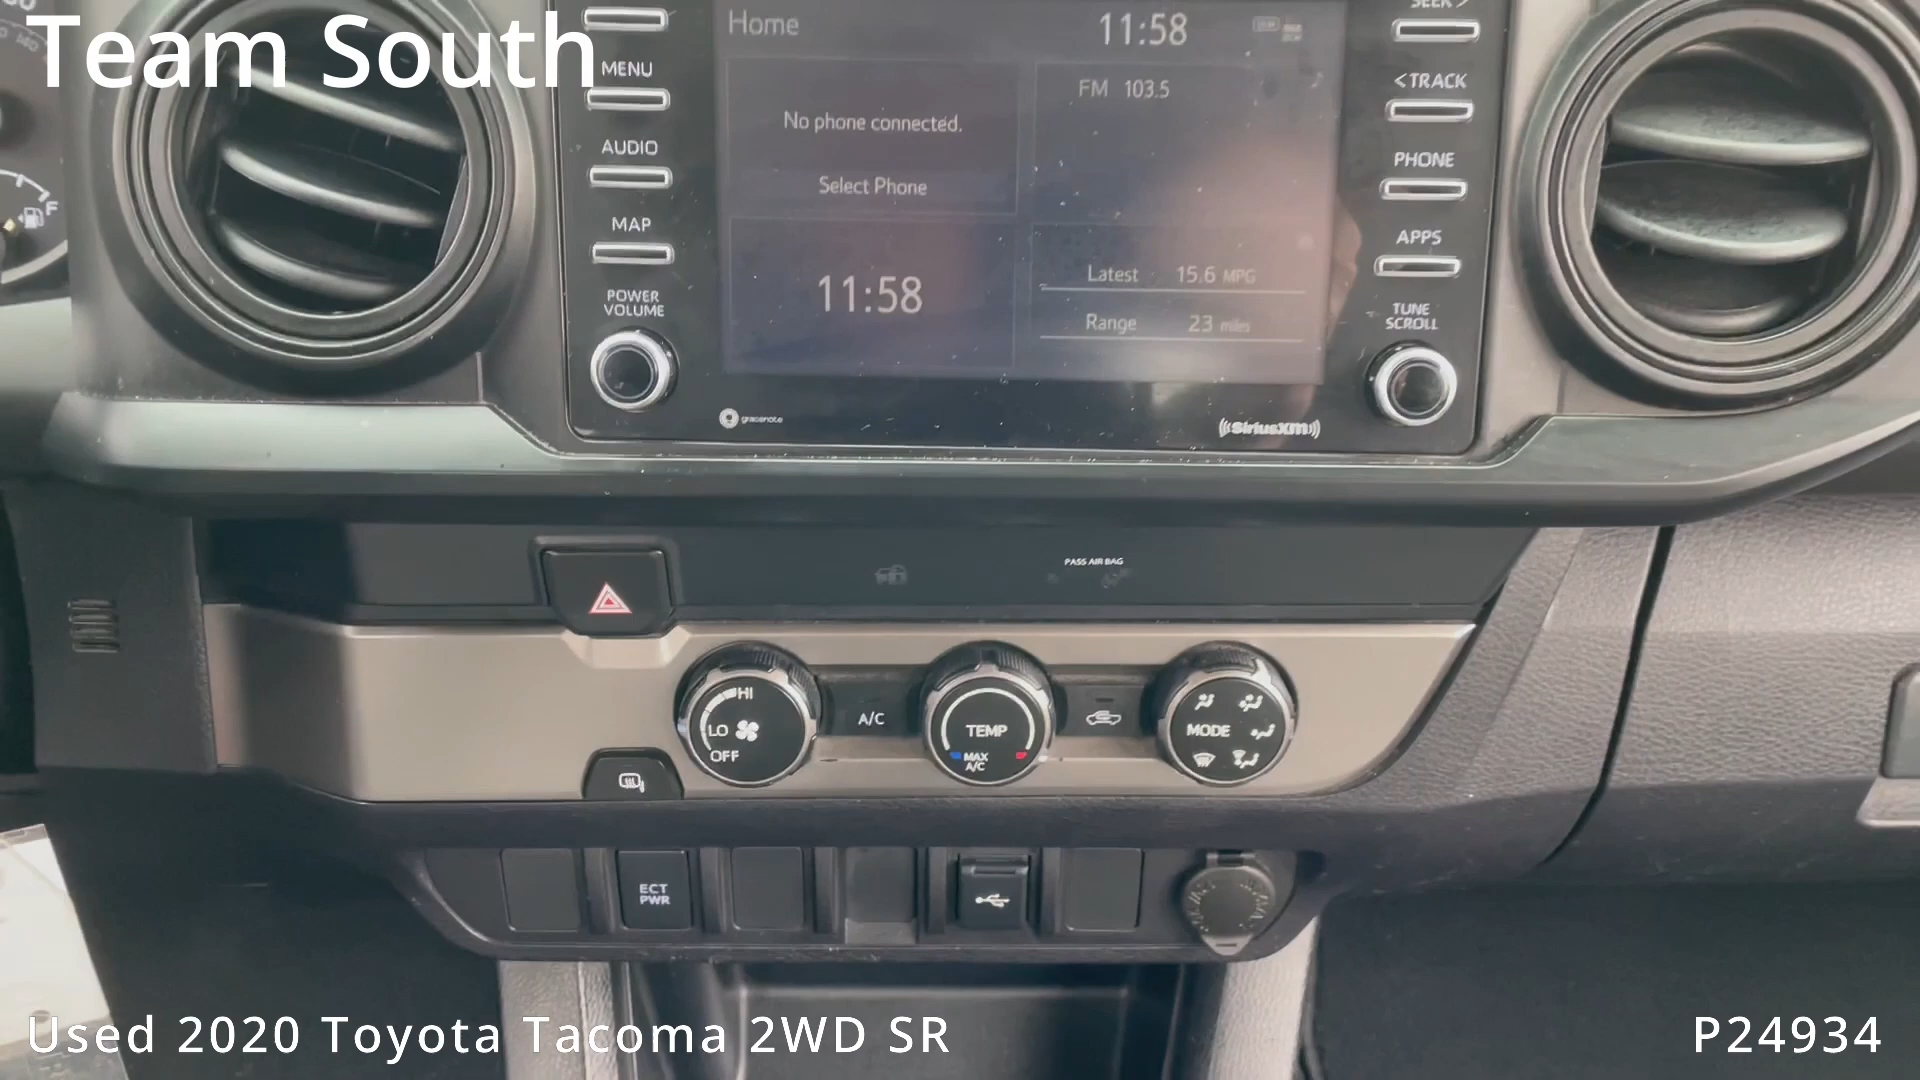 Team South
Home
11:58
SEEK >
MENU
< TRACK
FM 103.5
No phone connected.
AUDIO
PHONE
Select Phone
MAP
APPS
Latest 15.6 MPG
11:58
POWER
VOLUME
Range 23 miles
TUNE
SCROLL
F
gracenote
((SiriusXM))
PASS AIR BAG
HI
LO
OFF
A/C
TEMP
MAX
A/C
MODE
ECT
PWR
Used 2020 Toyota Tacoma 2WD SR
P24934